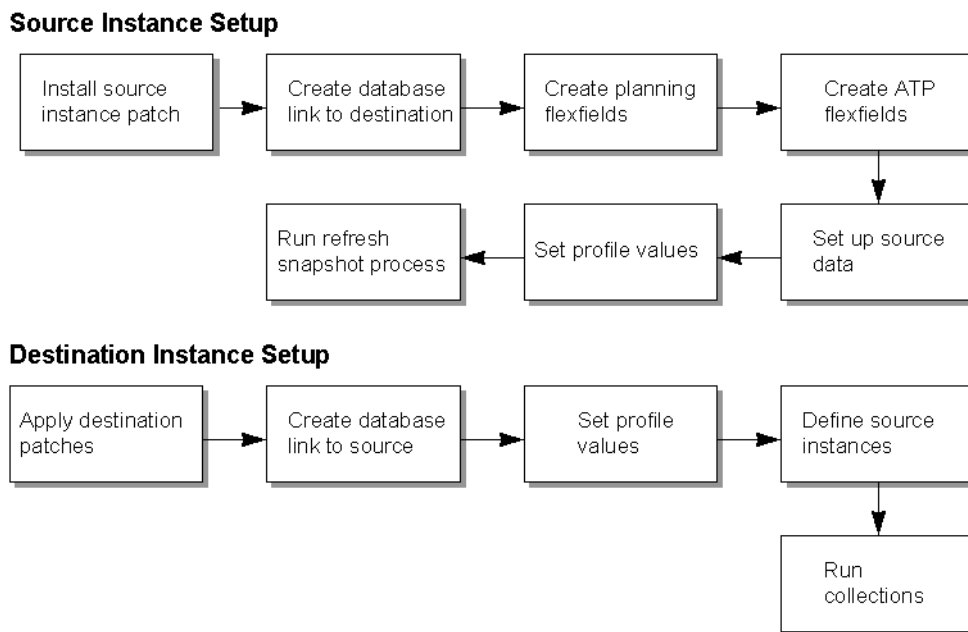 Source Instance Setup
Install source
instance patch
Create database
link to destination
Create planning
flexfields
Create ATP
flexfields
Set up source
data
Set profile values
Run refresh
snapshot process
Destination Instance Setup
Apply destination
patches
Create database
link to source
Set profile
values
Define source
instances
Run
collections